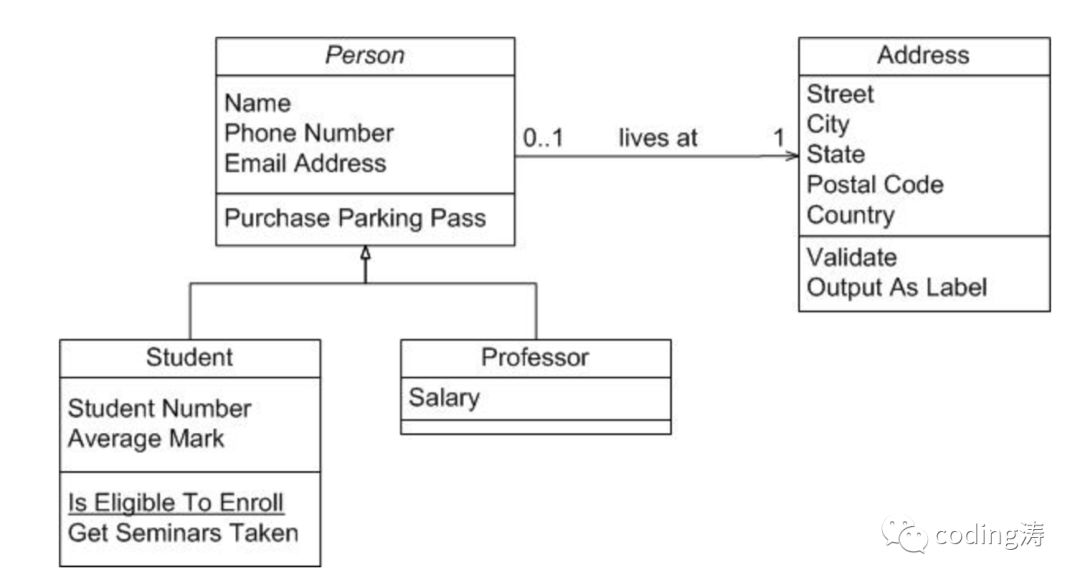 Person
Name
Phone Number
Email Address
Purchase Parking Pass
0..1 lives at 1
Address
Street
City
State
Postal Code
Country
Validate
Output As Label
Student
Student Number
Average Mark
Is Eligible To Enroll
Get Seminars Taken
Professor
Salary
coding涛